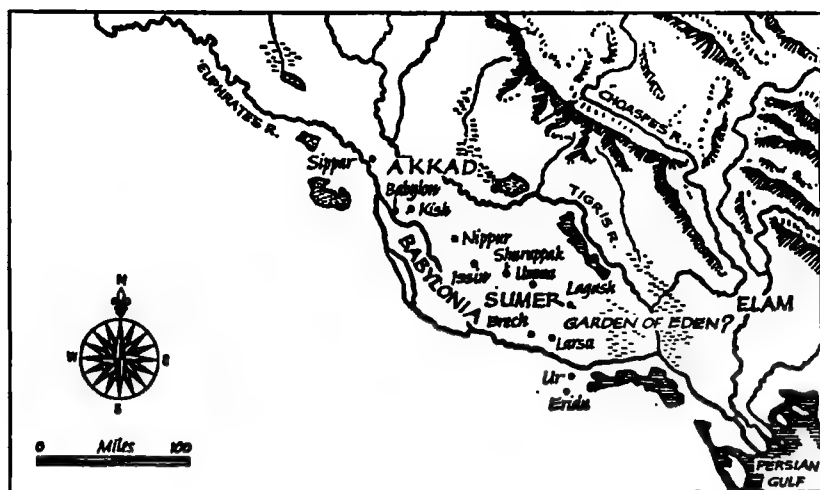 EUPHRATES R.
CHOASPES R.
Sippar
AKKAD
Babylon
Kish
TIGRIS R.
Nippur
BABYLONIA
Shuruppak
Issur
Umma
Lagash
SUMER
ELAM
Erech
GARDEN OF EDEN?
Larsa
Ur
Eridu
N
W
E
S
0 Miles 100
PERSIAN
GULF